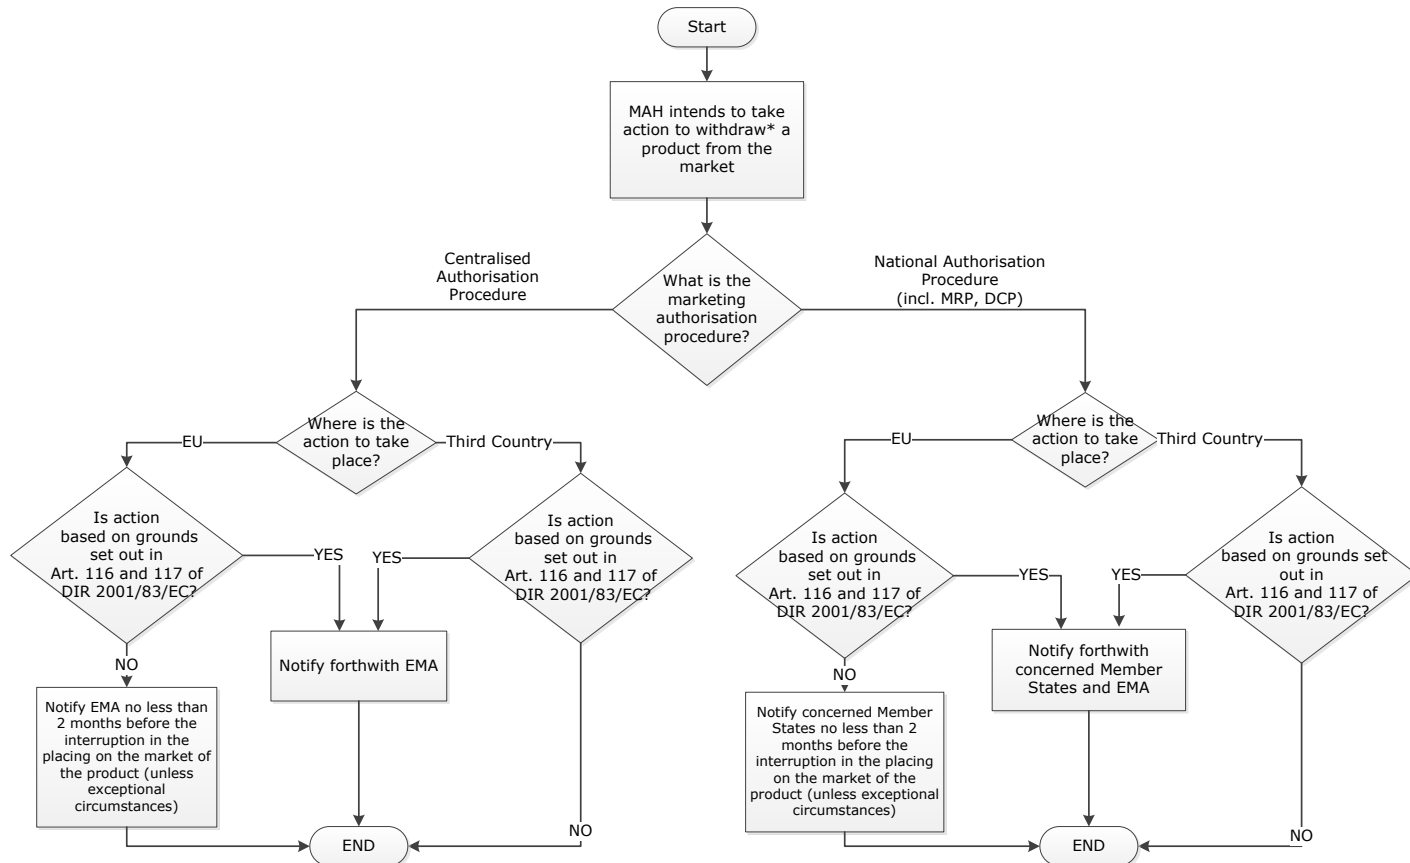 Start
MAH intends to take
action to withdraw* a
product from the
market
Centralised
Authorisation
Procedure
What is the
marketing
authorisation
procedure?
National Authorisation
Procedure
(incl. MRP, DCP)
Where is the
action to take
place?
EU
Third Country
Where is the
action to take
place?
EU
Third Country
Is action
based on grounds
set out in
Art. 116 and 117 of
DIR 2001/83/EC?
YES
YES
Is action
based on grounds
set out in
Art. 116 and 117 of
DIR 2001/83/EC?
Is action
based on grounds
set out in
Art. 116 and 117 of
DIR 2001/83/EC?
YES
YES
Is action
based on grounds set
out in
Art. 116 and 117 of
DIR 2001/83/EC?
NO
Notify forthwith EMA
NO
Notify forthwith
concerned Member
States and EMA
Notify EMA no less than
2 months before the
interruption in the
placing on the market of
the product (unless
exceptional
circumstances)
Notify concerned Member
States no less than 2
months before the
interruption in the placing
on the market of the
product (unless exceptional
circumstances)
NO
NO
END
END